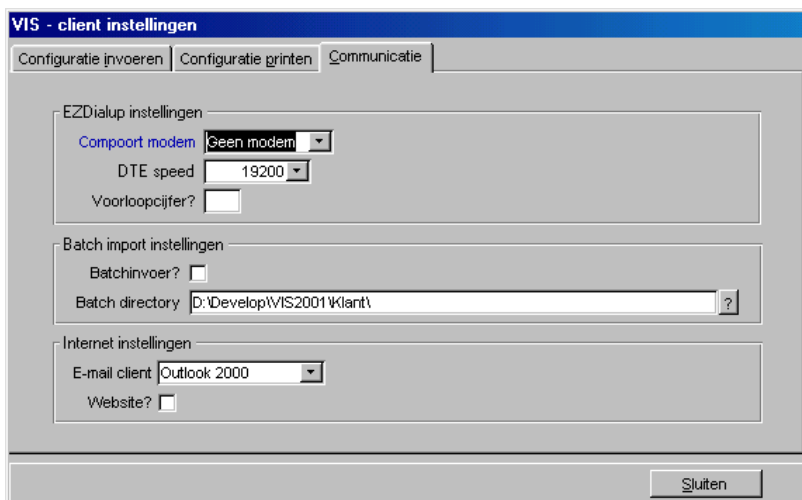 VIS - client instellingen
Configuratie invoeren Configuratie printen Communicatie
EZDialup instellingen
Compoort modem Geen modem
DTE speed 19200
Voorloopcijfer?
Batch import instellingen
Batchinvoer?
Batch directory D:\Develop\VIS2001\Klant\ ?
Internet instellingen
E-mail client Outlook 2000
Website?
Sluiten